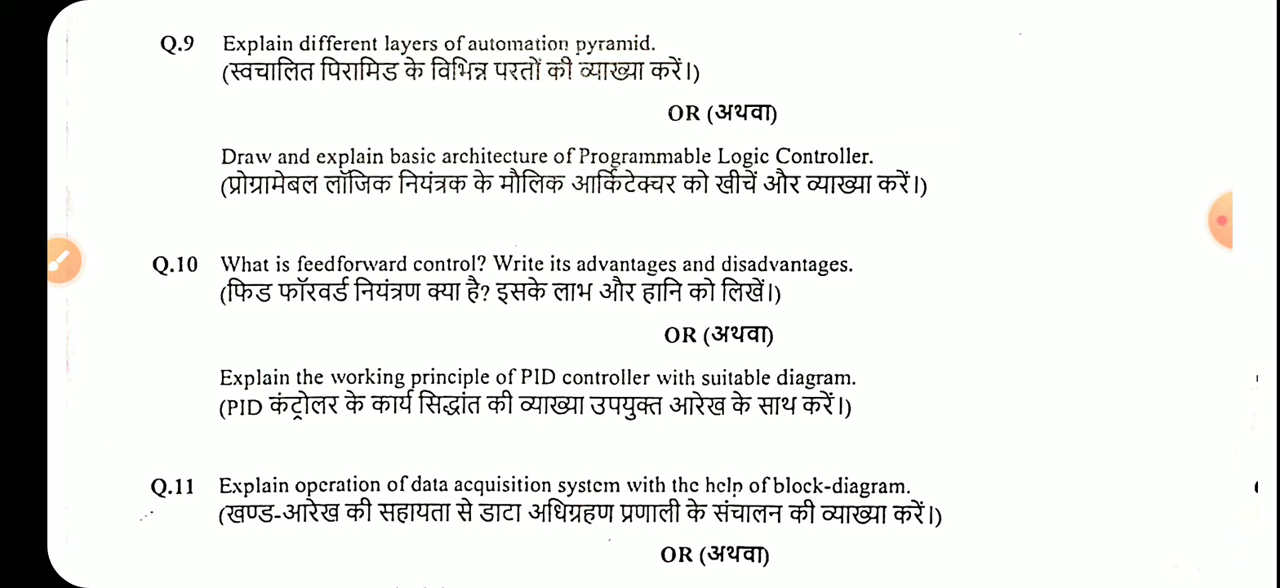 Q.9 Explain different layers of automation pyramid.
(स्वचालित पिरामिड के विभिन्न परतों की व्याख्या करें।)
OR (अथवा)
Draw and explain basic architecture of Programmable Logic Controller.
(प्रोग्रामेबल लॉजिक नियंत्रक के मौलिक आर्किटेक्चर को खीचें और व्याख्या करें।)
Q.10 What is feedforward control? Write its advantages and disadvantages.
(फिड फॉरवर्ड नियंत्रण क्या है? इसके लाभ और हानि को लिखें।)
OR (अथवा)
Explain the working principle of PID controller with suitable diagram.
(PID कंट्रोलर के कार्य सिद्धांत की व्याख्या उपयुक्त आरेख के साथ करें।)
Q.11 Explain operation of data acquisition system with the help of block-diagram.
(खण्ड-आरेख की सहायता से डाटा अधिग्रहण प्रणाली के संचालन की व्याख्या करें।)
OR (अथवा)